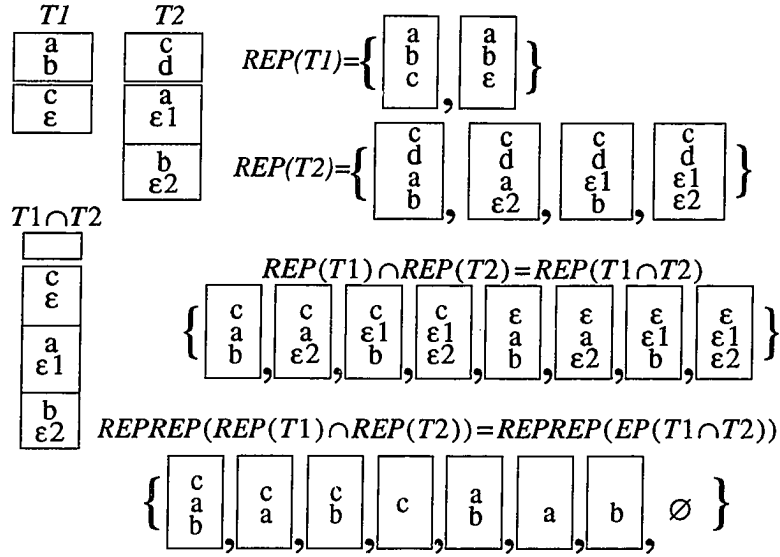 T1 T2
a
b
c
ε
c
d
a
ε1
b
ε2
REP(T1)={ a b c , a b ε }
REP(T2)={ c d a b , c d a ε2 , c d ε1 b , c d ε1 ε2 }
T1∩T2
c
ε
a
ε1
b
ε2
REP(T1)∩REP(T2)=REP(T1∩T2)
{ c a b , c a ε2 , c ε1 b , c ε1 ε2 , ε a b , ε a ε2 , ε ε1 b , ε ε1 ε2 }
REPREP(REP(T1)∩REP(T2))=REPREP(EP(T1∩T2))
{ c a b , c a , c b , c , a b , a , b , ∅ }